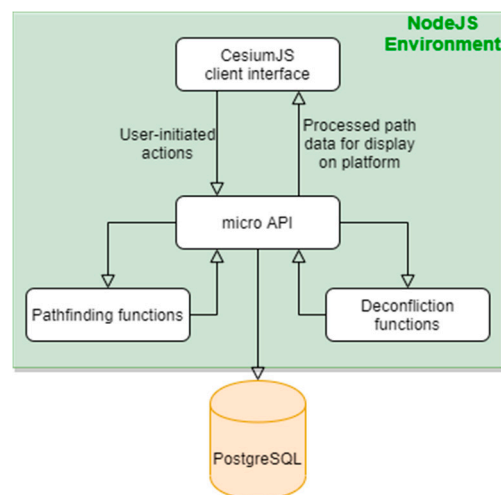 NodeJS
Environment
CesiumJS
client interface
User-initiated
actions
Processed path
data for display
on platform
micro API
Pathfinding functions
Deconfliction
functions
PostgreSQL